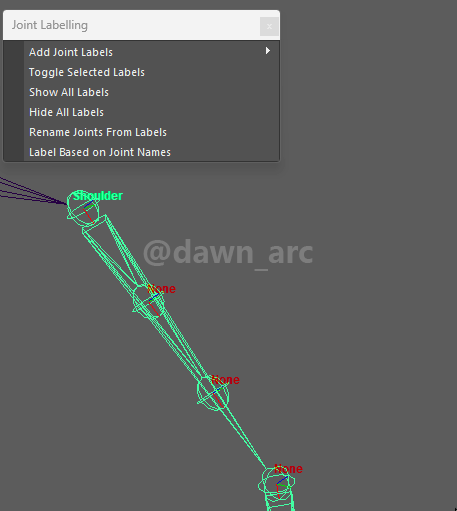 Joint Labelling
x
Add Joint Labels
Toggle Selected Labels
Show All Labels
Hide All Labels
Rename Joints From Labels
Label Based on Joint Names
Shoulder
@dawn_arc
None
None
None